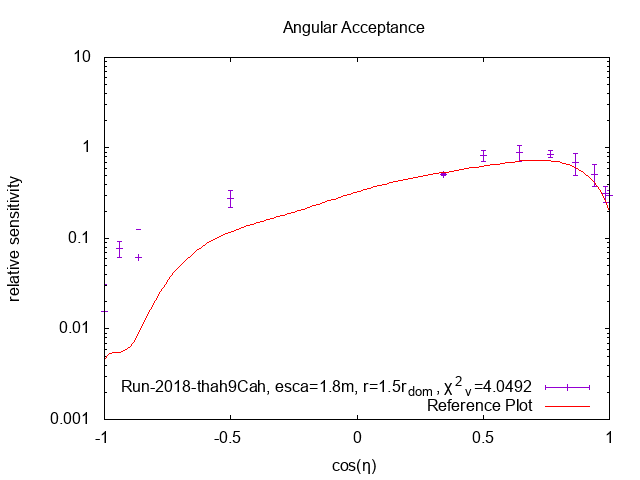 Angular Acceptance
10
1
0.1
0.01
0.001
relative sensitivity
Run-2018-thah9Cah, esca=1.8m, r=1.5r_dom, χ²_ν=4.0492
Reference Plot
-1 -0.5 0 0.5 1
cos(η)